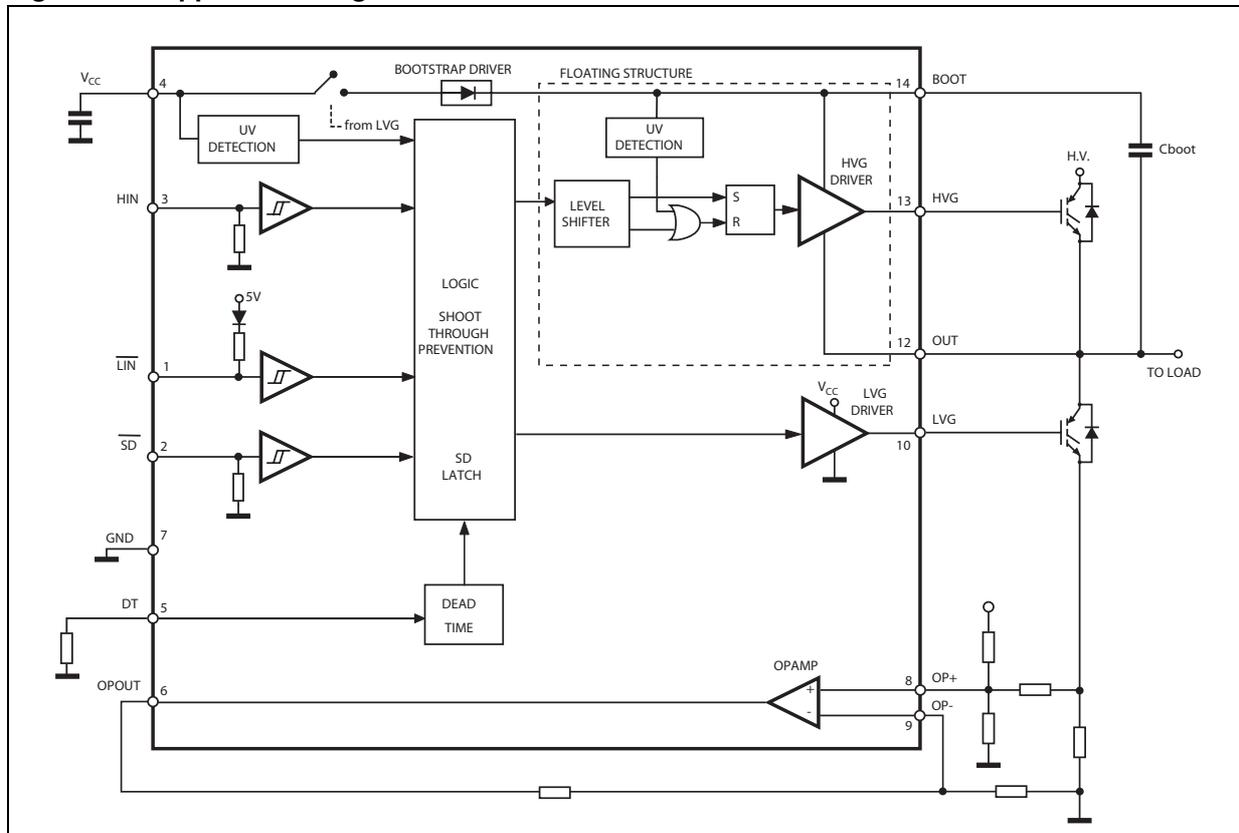 V CC
4
BOOTSTRAP DRIVER
FLOATING STRUCTURE
14
BOOT
from LVG
UV
DETECTION
UV
DETECTION
Cboot
H.V.
HIN
3
LEVEL
SHIFTER
S
R
HVG
DRIVER
13
HVG
LOGIC
SHOOT
THROUGH
PREVENTION
5V
LIN
1
12
OUT
TO LOAD
V CC
LVG
DRIVER
LVG
10
SD
2
SD
LATCH
GND
7
DT
5
DEAD
TIME
OPAMP
OPOUT
6
+
-
8
OP+
OP-
9